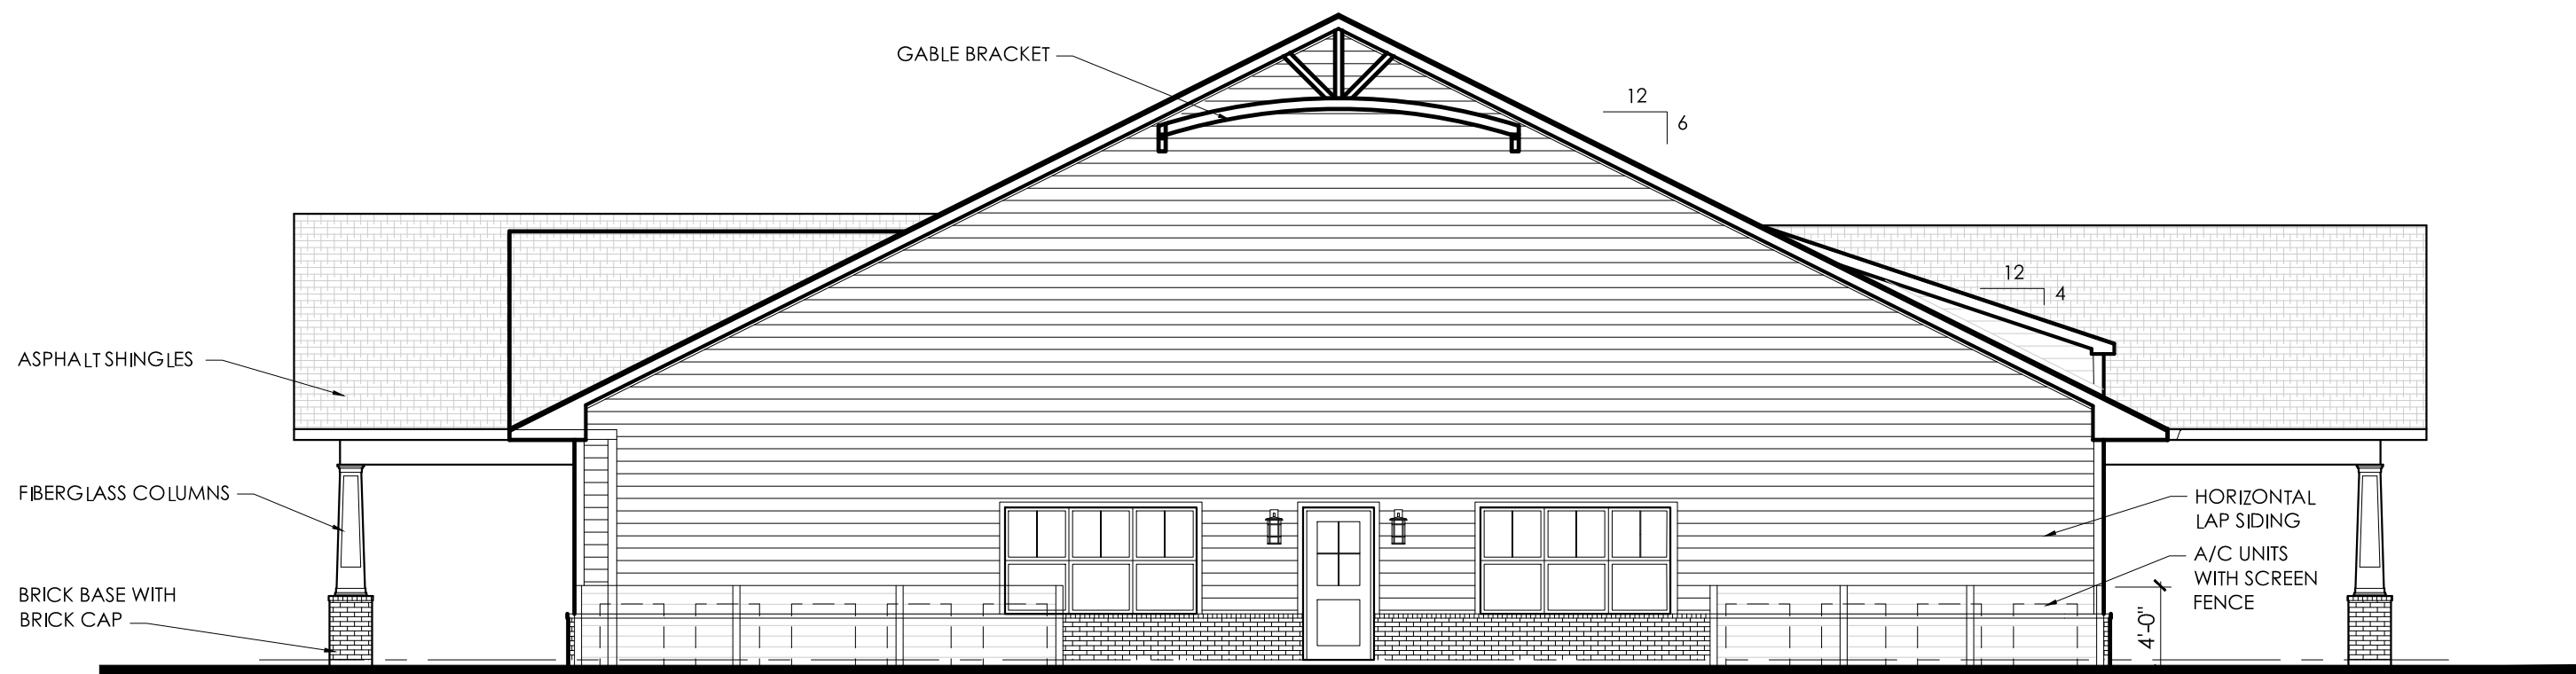 GABLE BRACKET
12
6
12
4
ASPHALT SHINGLES
FIBERGLASS COLUMNS
BRICK BASE WITH
BRICK CAP
HORIZONTAL
LAP SIDING
A/C UNITS
WITH SCREEN
FENCE
4'-0"